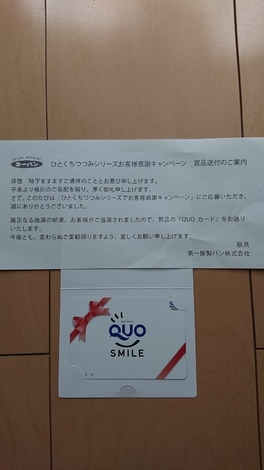 第一パン ひとくちつつみシリーズお客様感謝キャンペーン 賞品送付のご案内
拝啓 時下ますますご清祥のこととお喜び申し上げます。
平素より格別のご高配を賜り、厚く御礼申し上げます。
さて、このたびは「ひとくちつつみシリーズお客様感謝キャンペーン」にご応募いただき、
誠にありがとうございました。
厳正なる抽選の結果、お客様がご当選されましたので、賞品の「QUO カード」をお送り
いたします。
今後とも、変わらぬご愛顧賜りますよう、宜しくお願い申し上げます。
敬具
第一屋製パン株式会社
QUO
SMILE